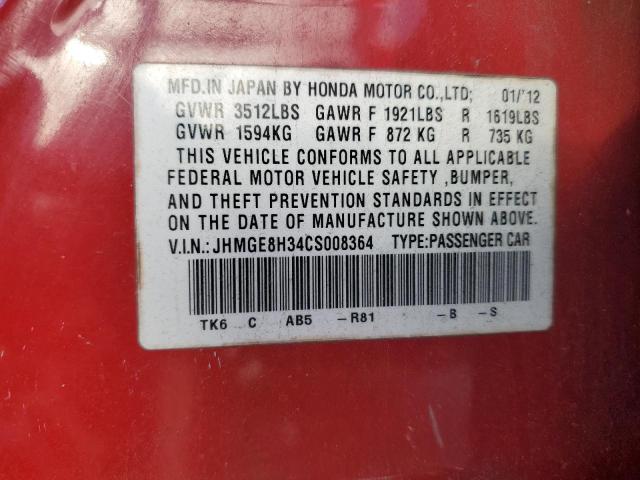 MFD.IN JAPAN BY HONDA MOTOR CO.,LTD; 01/'12
GVWR 3512LBS GAWR F 1921LBS R 1619LBS
GVWR 1594KG GAWR F 872 KG R 735 KG
THIS VEHICLE CONFORMS TO ALL APPLICABLE
FEDERAL MOTOR VEHICLE SAFETY ,BUMPER,
AND THEFT PREVENTION STANDARDS IN EFFECT
ON THE DATE OF MANUFACTURE SHOWN ABOVE.
V.I.N.: JHMGE8H34CS008364 TYPE:PASSENGER CAR
TK6 C AB5 -R81 -B -S